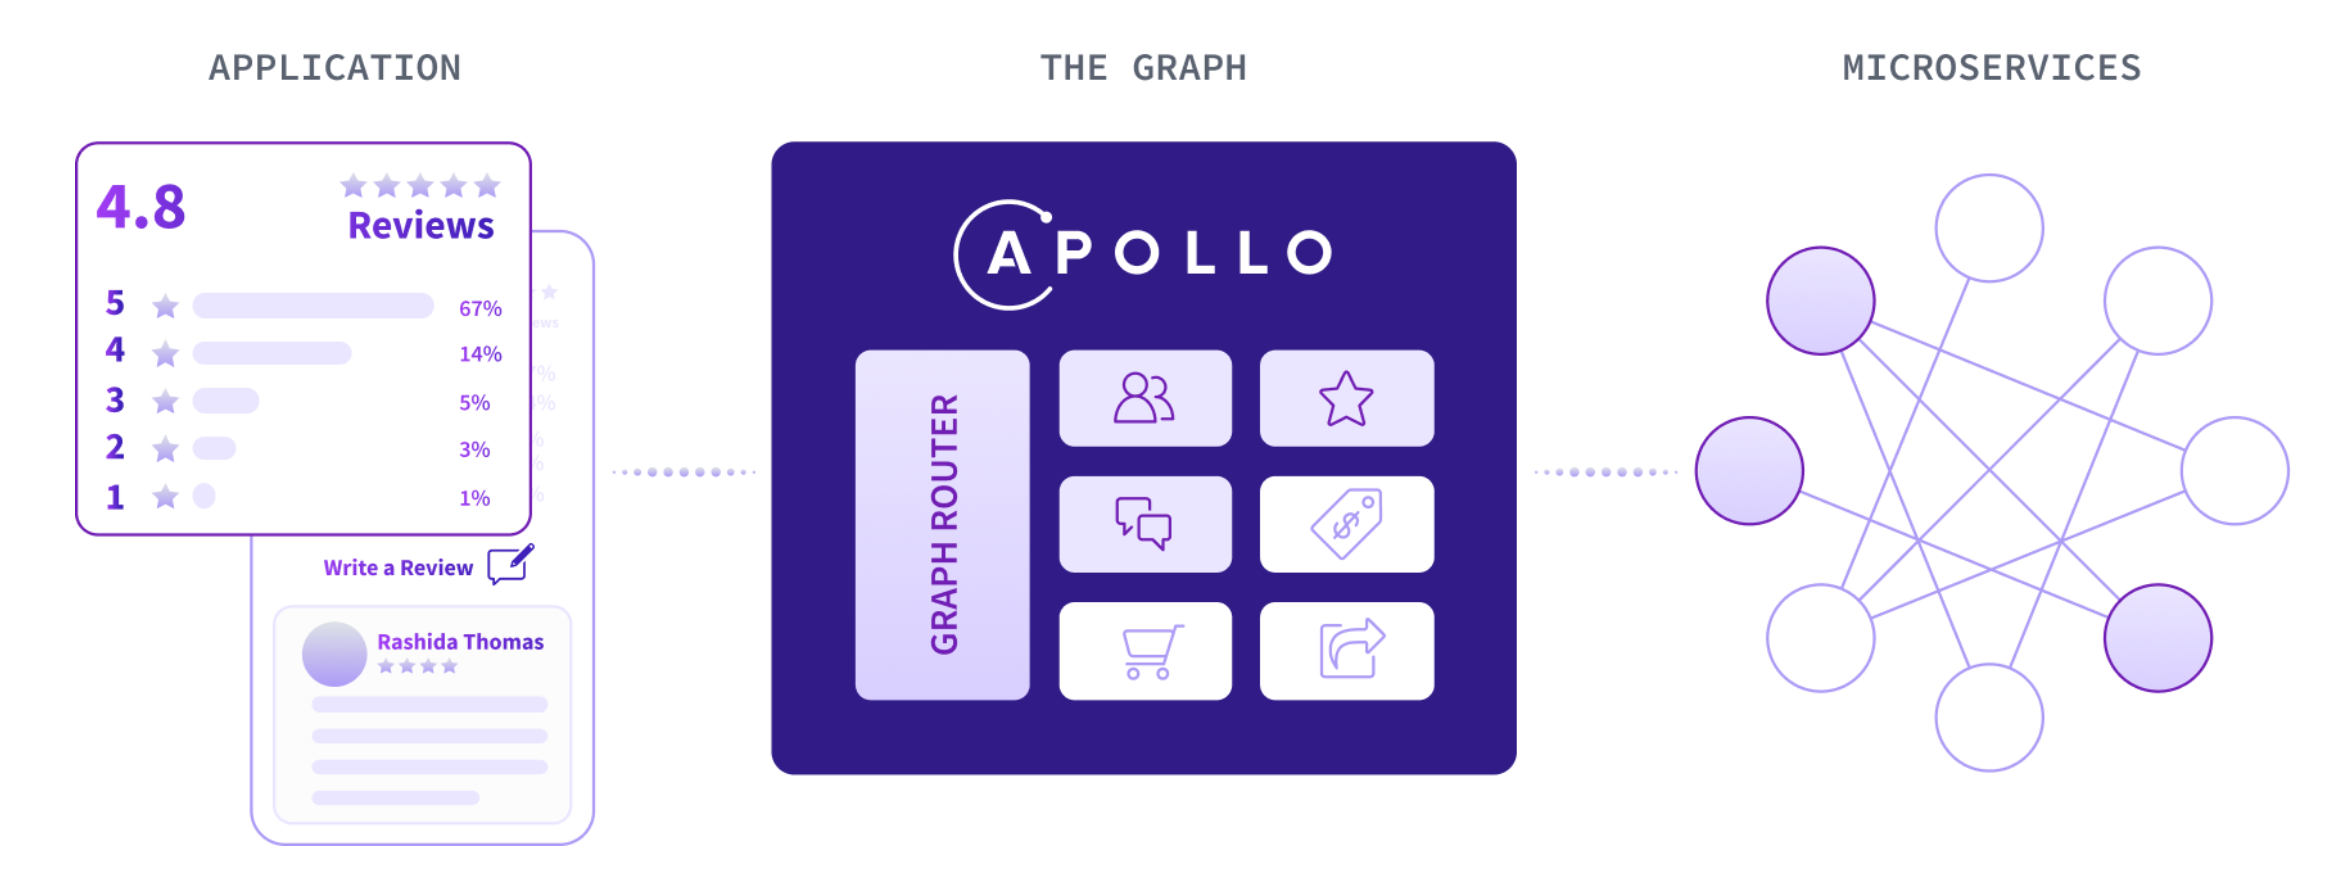 APPLICATION
THE GRAPH
MICROSERVICES
4.8
Reviews
5 67%
4 14%
3 5%
2 3%
1 1%
ews
%
%
%
%
%
Write a Review
Rashida Thomas
APOLLO
GRAPH ROUTER
$